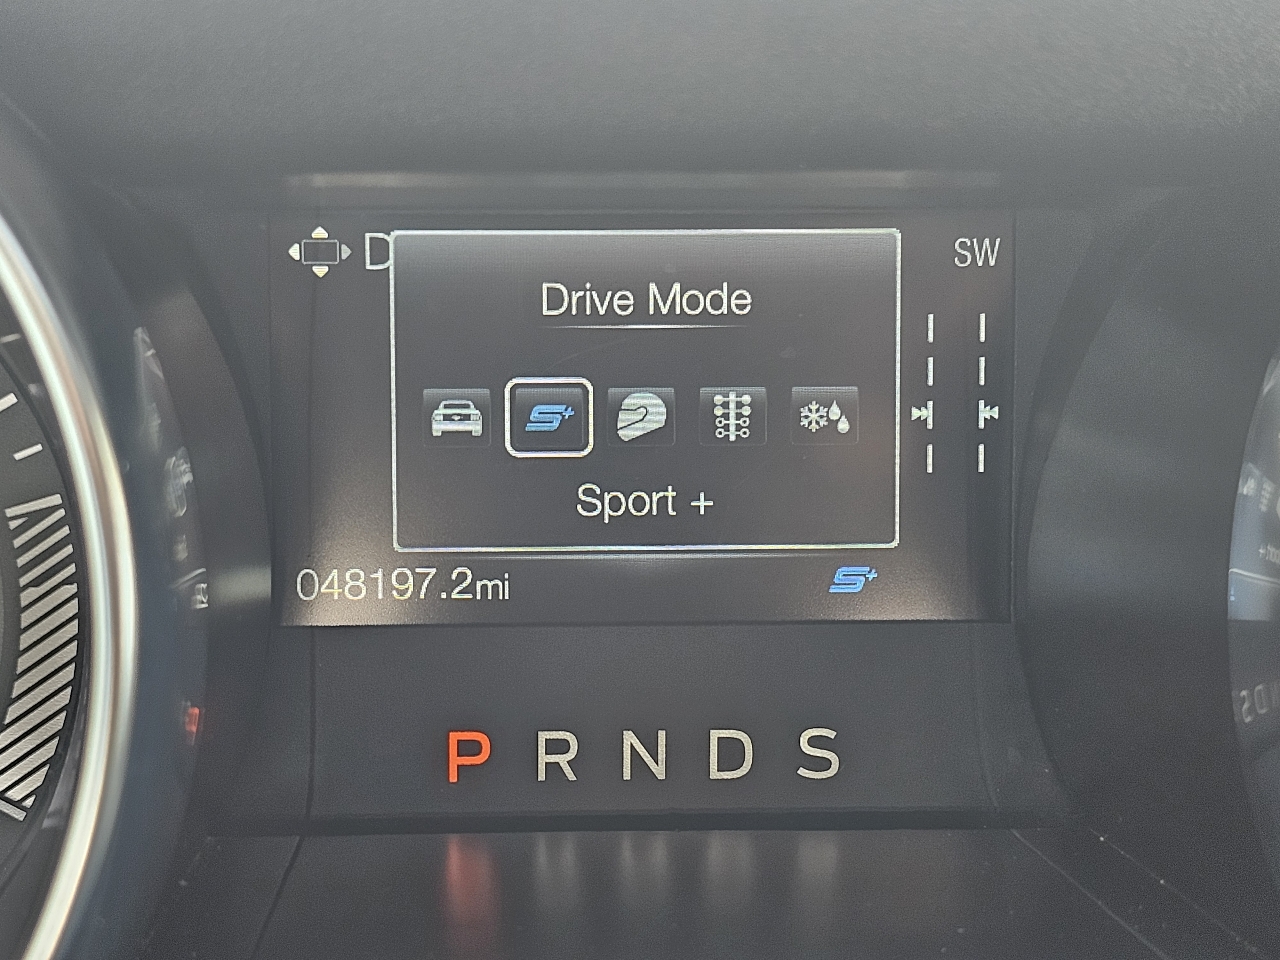 D
SW
Drive Mode
S+
Sport +
048197.2mi
S+
P R N D S